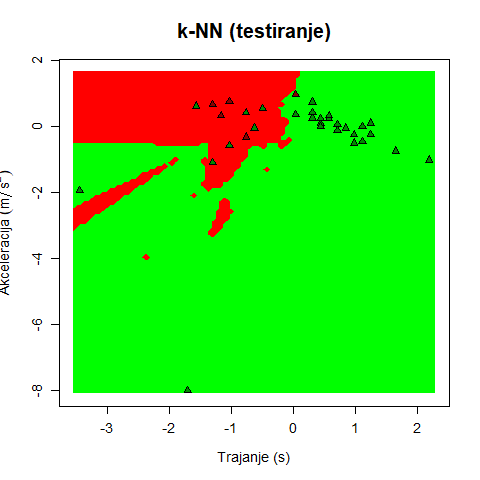 k-NN (testiranje)
2
0
-2
-4
-6
-8
Akceleracija (m/s²)
-3 -2 -1 0 1 2
Trajanje (s)